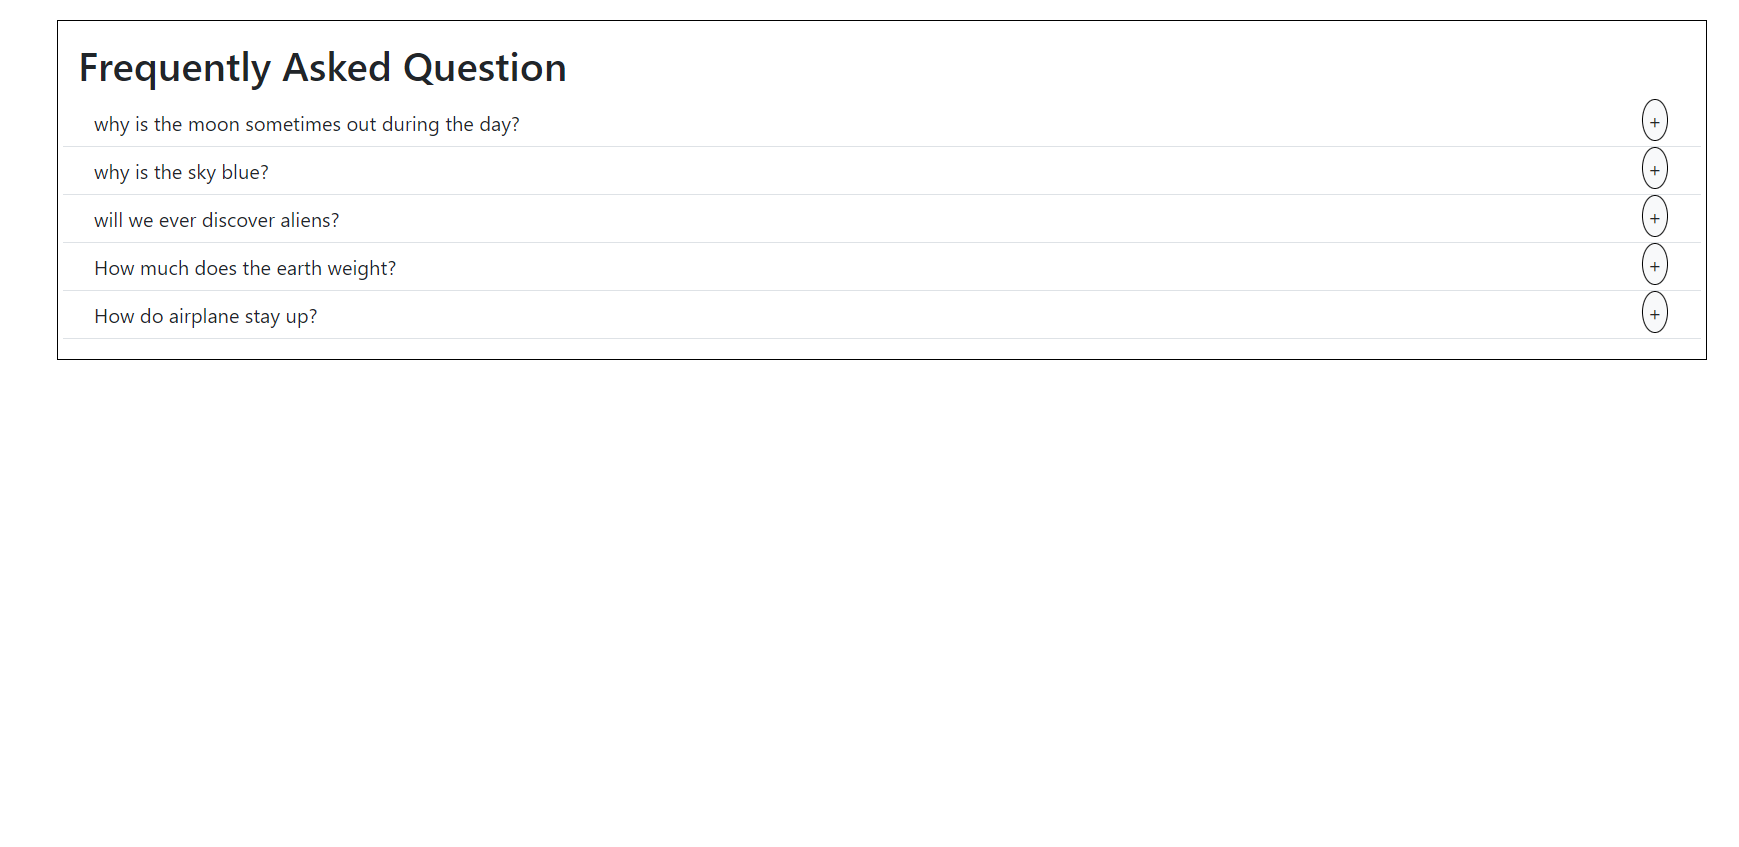 Frequently Asked Question
why is the moon sometimes out during the day? +
why is the sky blue? +
will we ever discover aliens? +
How much does the earth weight? +
How do airplane stay up? +